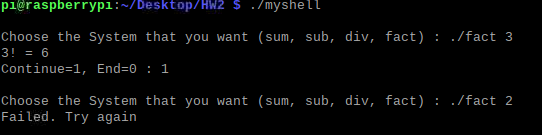 pi@raspberrypi:~/Desktop/HW2 $ ./myshell
Choose the System that you want (sum, sub, div, fact) : ./fact 3
3! = 6
Continue=1, End=0 : 1
Choose the System that you want (sum, sub, div, fact) : ./fact 2
Failed. Try again